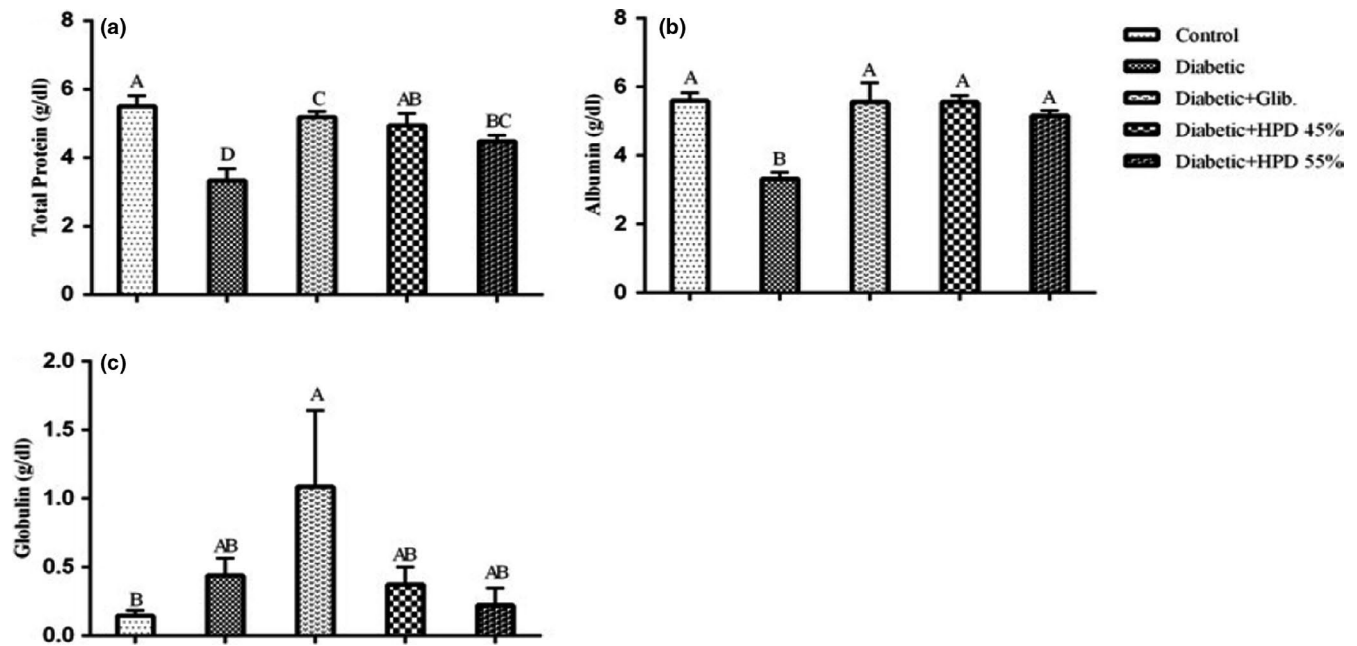 (a)
8
6
4
2
0
Total Protein (g/dl)
A
D
C
AB
BC
(b)
8
6
4
2
0
Albumin (g/dl)
A
B
A
A
A
Control
Diabetic
Diabetic+Glib.
Diabetic+HPD 45%
Diabetic+HPD 55%
(c)
2.0
1.5
1.0
0.5
0.0
Globulin (g/dl)
B
AB
A
AB
AB